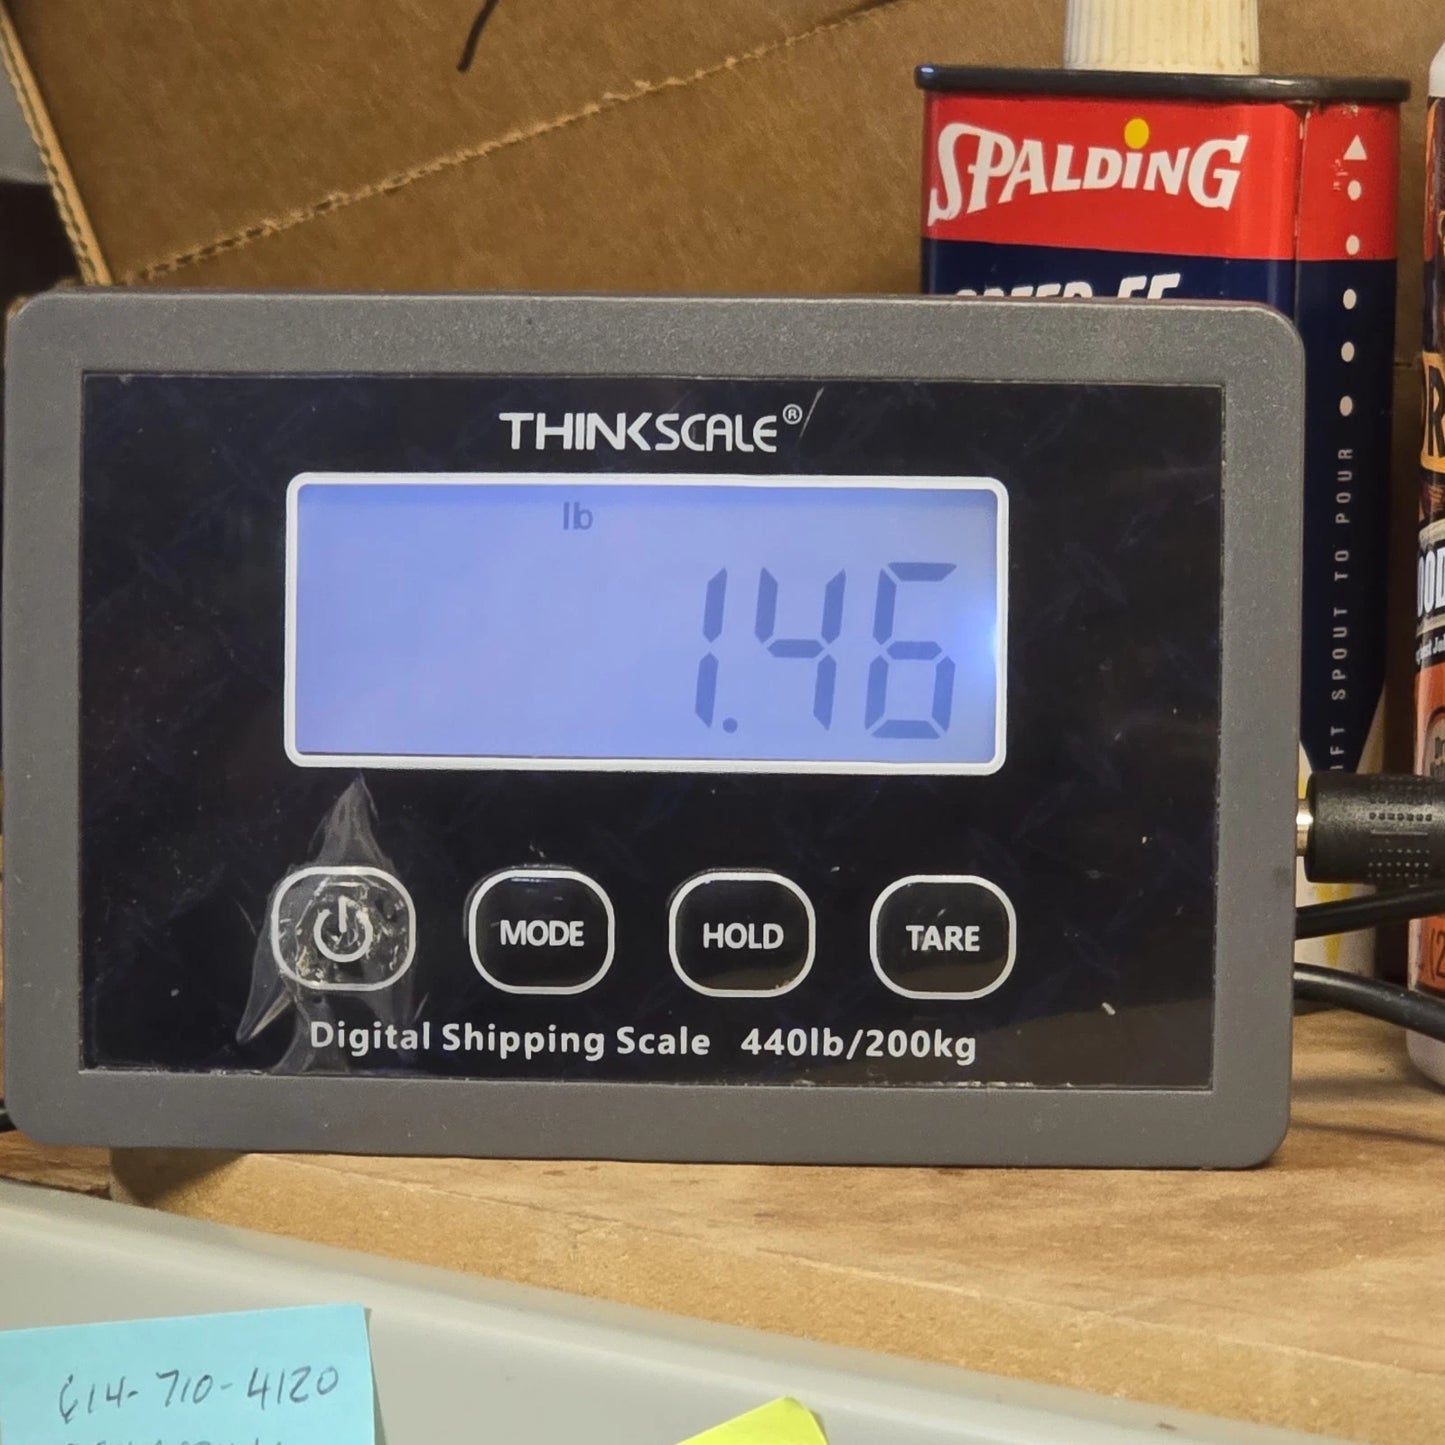 SPALDING
THINKSCALE®
lb
1.46
MODE
HOLD
TARE
Digital Shipping Scale 440lb/200kg
SPOUT TO POUR
614-710-4120